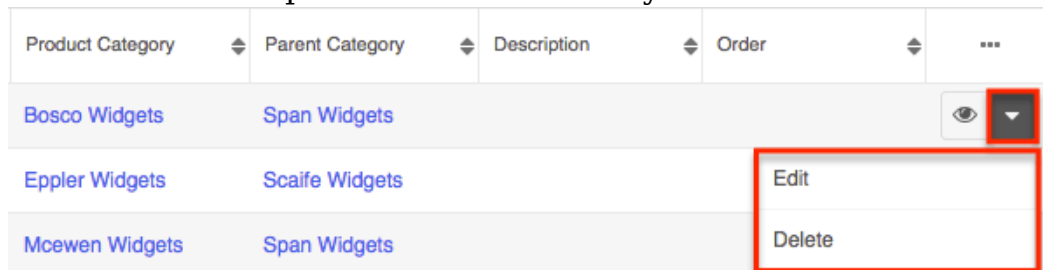 Product Category Parent Category Description Order
Bosco Widgets Span Widgets
Eppler Widgets Scaife Widgets Edit
Mcewen Widgets Span Widgets Delete